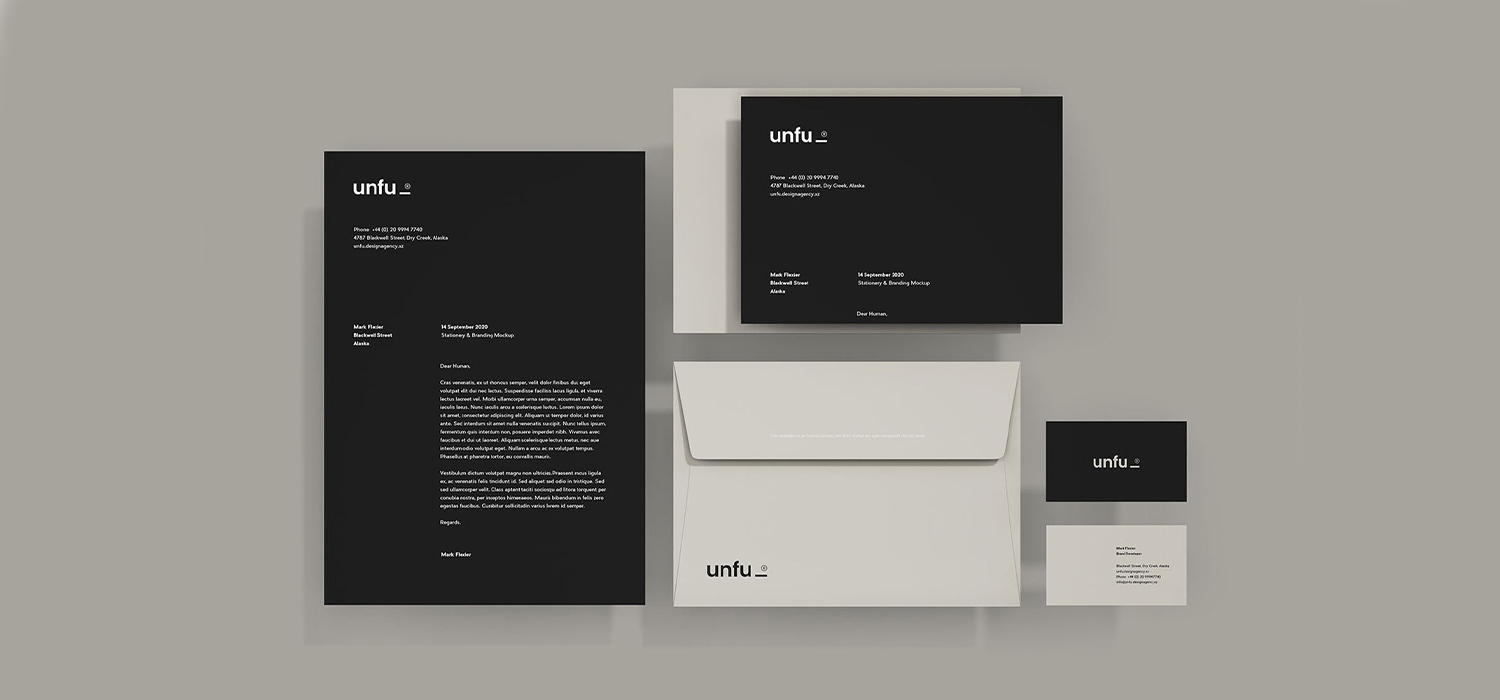 unfu_®
Phone +44 (0) 20 9994 7740
4787 Blackwell Street, Dry Creek, Alaska
unfu.designagency.xz
Mark Flexier
Blackwell Street
Alaska
14 September 2020
Stationery & Branding Mockup
Dear Human,
Cras venenatis, ex ut rhoncus semper, velit dolor finibus dui, eget
volutpat elit dui nec lectus. Suspendisse facilisis lacus ligula, et viverra
lectus laoreet vel. Morbi ullamcorper urna semper, accumsan nulla eu,
iaculis lacus. Nunc iaculis arcu a scelerisque luctus. Lorem ipsum dolor
sit amet, consectetur adipiscing elit. Aliquam ut tempor dolor, id varius
ante. Sed interdum sit amet nulla venenatis suscipit. Nunc tellus ipsum,
fermentum quis interdum non, posuere imperdiet nibh. Vivamus avec
faucibus et dui ut laoreet. Aliquam scelerisque lectus metus, nec aue
interdum odio volutpat eget. Nullam a arcu ac ex volutpat tempus.
Phasellus at pharetra tortor, eu convallis mauris.
Vestibulum dictum volutpat magna non ultricies. Praesent incus ligula
ex, ac venenatis felis tincidunt id. Sed aliquet sed odio in tristique. Sed
sed ullamcorper velit. Class aptent taciti sociosqu ad litora torquent per
conubia nostra, per inceptos himenaeos. Mauris bibendum in felis zero
egestas faucibus. Curabitur sollicitudin varius lorem id semper.
Regards,
Mark Flexier
unfu_®
Phone +44 (0) 20 9994 7740
4787 Blackwell Street, Dry Creek, Alaska
unfu.designagency.xz
Mark Flexier
Blackwell Street
Alaska
14 September 2020
Stationery & Branding Mockup
Dear Human,
unfu_®
unfu_®
Mark Flexier
Brand Developer
Blackwell Street, Dry Creek, Alaska
unfu.designagency.xz
Phone +44 (0) 20 9994 7740
info@unfu.designagency.xz